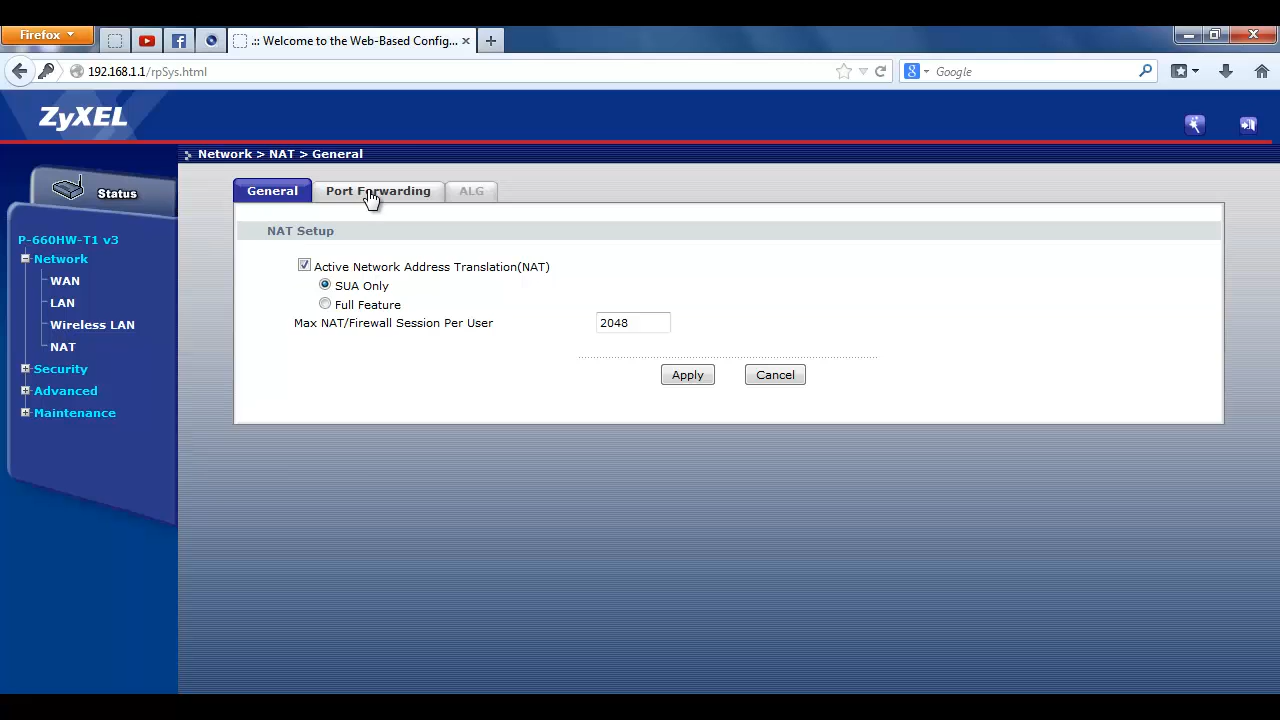 Firefox
.:: Welcome to the Web-Based Config...
192.168.1.1/rpSys.html
Google
ZyXEL
Network > NAT > General
Status
General
Port Forwarding
ALG
NAT Setup
P-660HW-T1 v3
Network
WAN
LAN
Wireless LAN
NAT
Security
Advanced
Maintenance
Active Network Address Translation(NAT)
SUA Only
Full Feature
Max NAT/Firewall Session Per User 2048
Apply Cancel